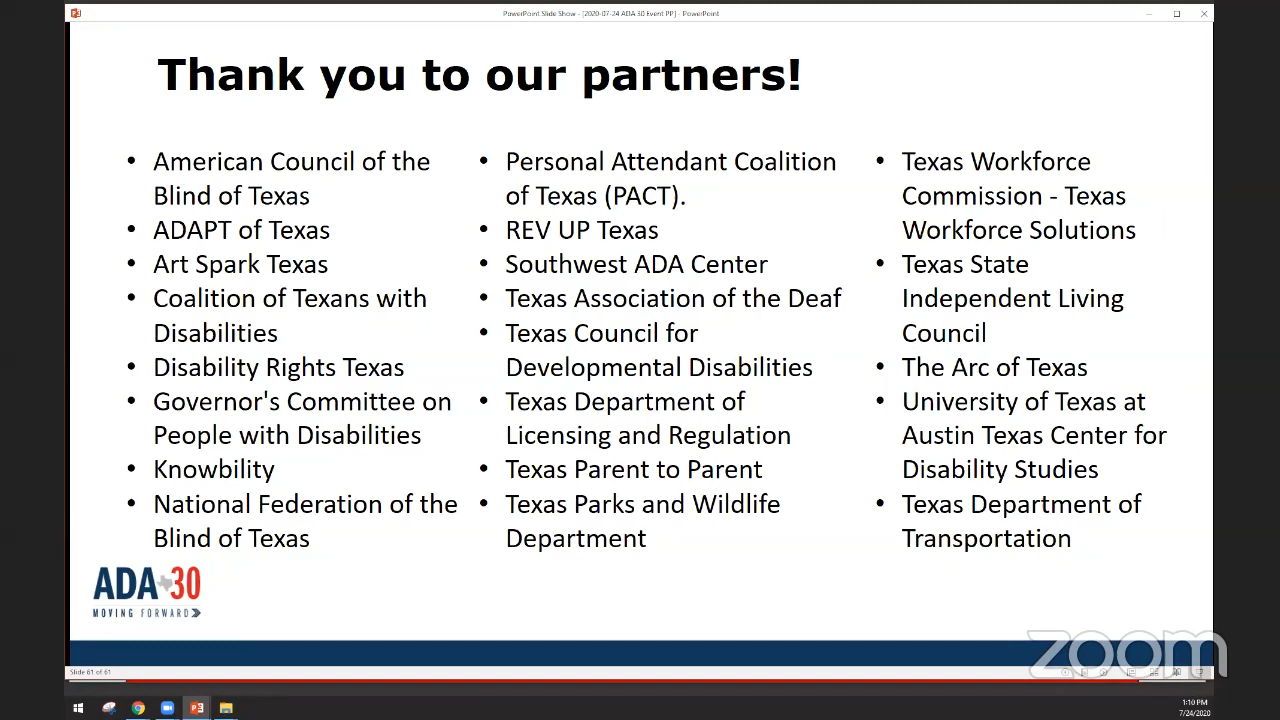 PowerPoint Slide Show - [2020-07-24 ADA 30 Event PP] - PowerPoint
Thank you to our partners!
• American Council of the
Blind of Texas
• ADAPT of Texas
• Art Spark Texas
• Coalition of Texans with
Disabilities
• Disability Rights Texas
• Governor's Committee on
People with Disabilities
• Knowbility
• National Federation of the
Blind of Texas
• Personal Attendant Coalition
of Texas (PACT).
• REV UP Texas
• Southwest ADA Center
• Texas Association of the Deaf
• Texas Council for
Developmental Disabilities
• Texas Department of
Licensing and Regulation
• Texas Parent to Parent
• Texas Parks and Wildlife
Department
• Texas Workforce
Commission - Texas
Workforce Solutions
• Texas State
Independent Living
Council
• The Arc of Texas
• University of Texas at
Austin Texas Center for
Disability Studies
• Texas Department of
Transportation
ADA 30
MOVING FORWARD
zoom
Slide 61 of 61
1:10 PM
7/24/2020